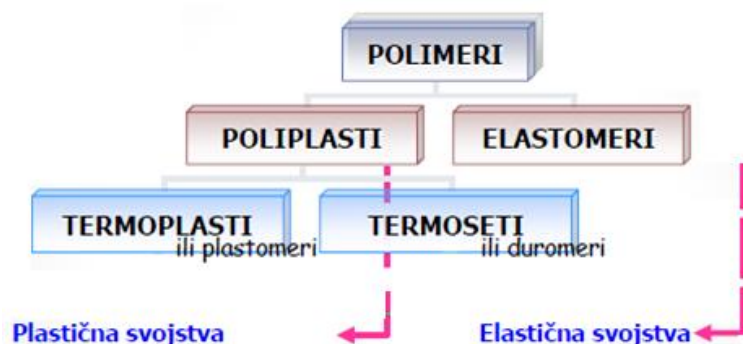 POLIMERI
POLIPLASTI
ELASTOMERI
TERMOPLASTI
ili plastomeri
TERMOSETI
ili duromeri
Plastična svojstva
Elastična svojstva